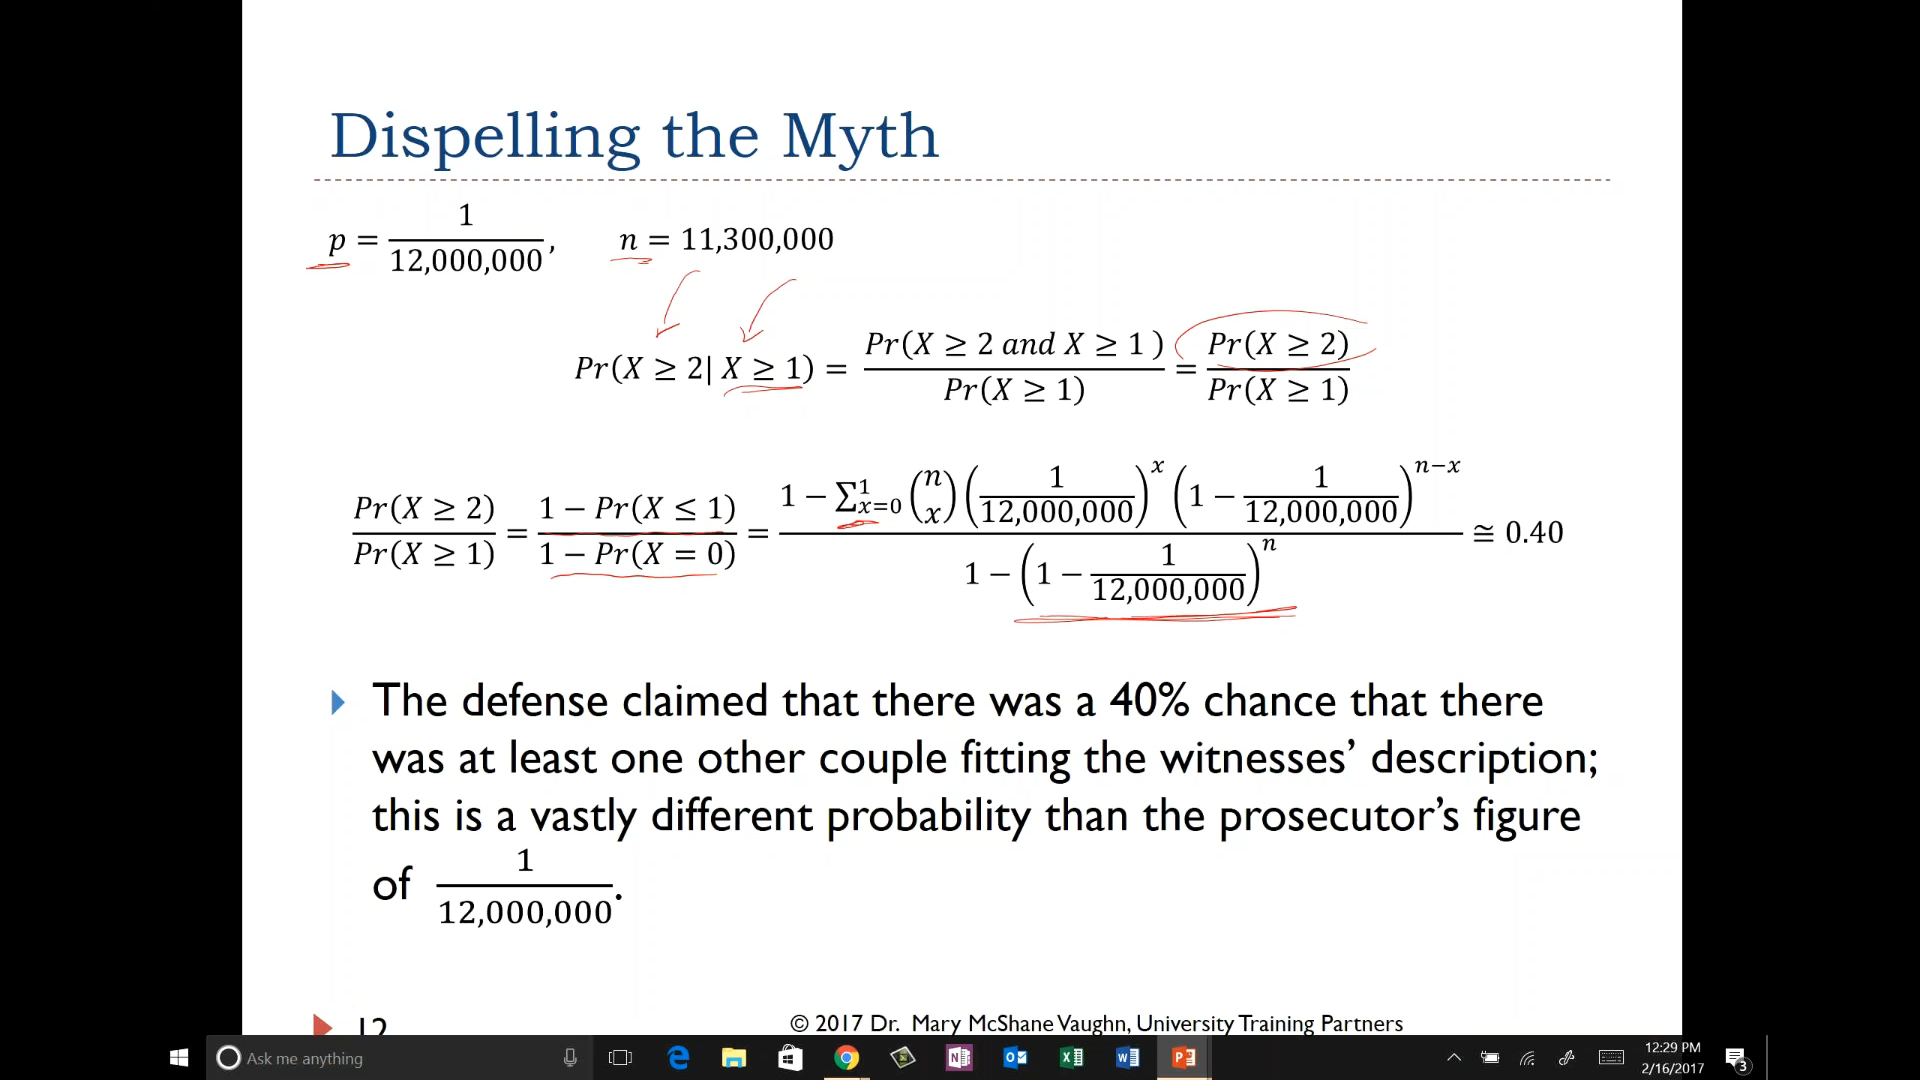 Dispelling the Myth
p = 1/12,000,000, n = 11,300,000
Pr(X ≥ 2| X ≥ 1) = Pr(X ≥ 2 and X ≥ 1 )/Pr(X ≥ 1) = Pr(X ≥ 2)/Pr(X ≥ 1)
Pr(X ≥ 2)/Pr(X ≥ 1) = (1 − Pr(X ≤ 1))/(1 − Pr(X = 0)) = (1 − ∑_{x=0}^{1} (n x) (1/12,000,000)^x (1 − 1/12,000,000)^{n−x})/(1 − (1 − 1/12,000,000)^n) ≅ 0.40
The defense claimed that there was a 40% chance that there
was at least one other couple fitting the witnesses’ description;
this is a vastly different probability than the prosecutor’s figure
of 1/12,000,000.
12
© 2017 Dr. Mary McShane Vaughn, University Training Partners
Ask me anything
12:29 PM
2/16/2017
3